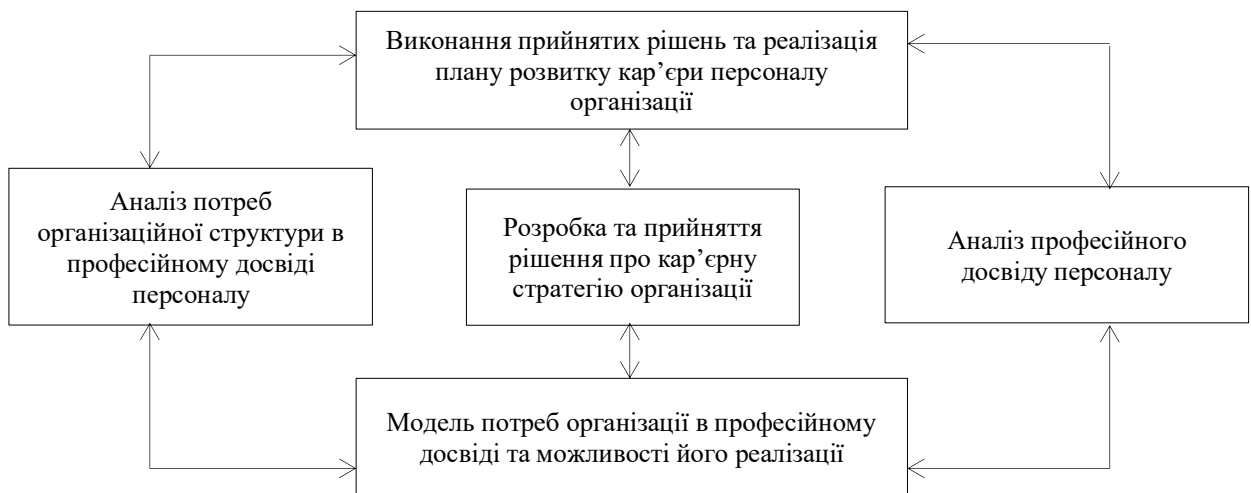 Виконання прийнятих рішень та реалізація
плану розвитку кар’єри персоналу
організації
Аналіз потреб
організаційної структури в
професійному досвіді
персоналу
Розробка та прийняття
рішення про кар’єрну
стратегію організації
Аналіз професійного
досвіду персоналу
Модель потреб організації в професійному
досвіді та можливості його реалізації